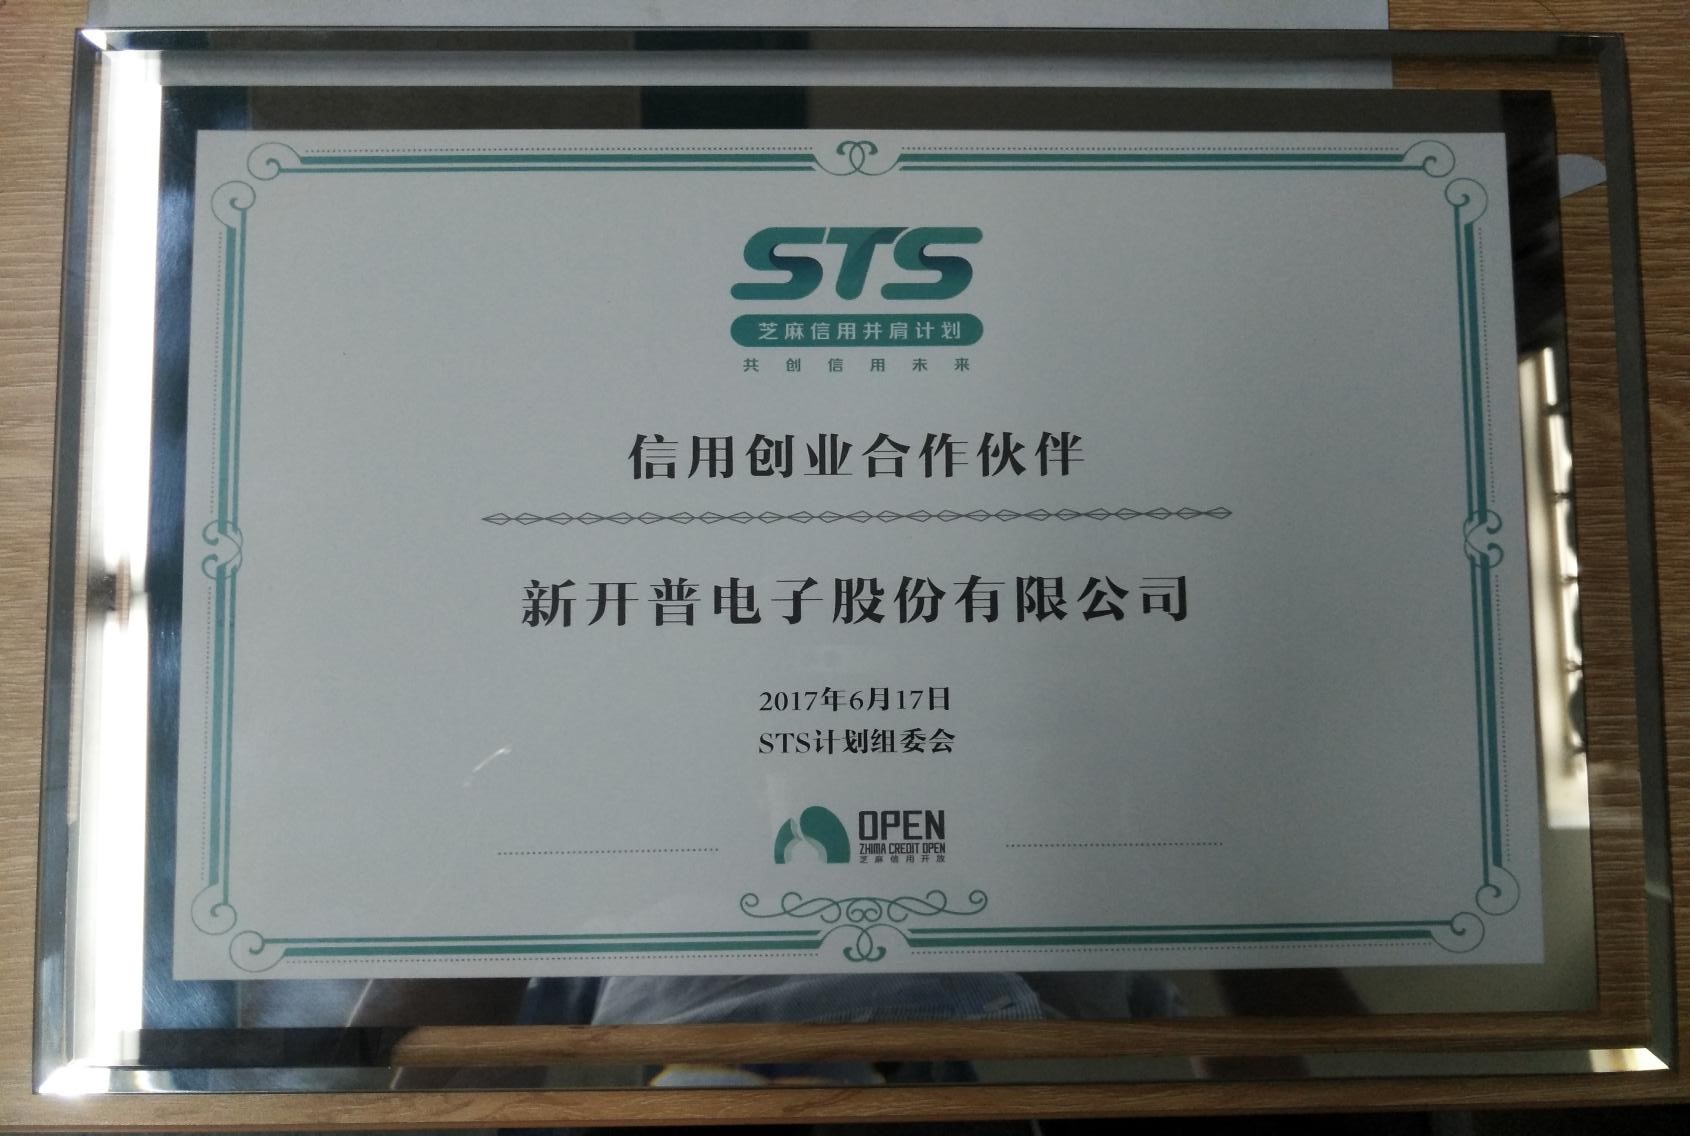 STS
芝麻信用并肩计划
共创信用未来
信用创业合作伙伴
新开普电子股份有限公司
2017年6月17日
STS计划组委会
OPEN
ZHIMA CREDIT OPEN
芝麻信用开放